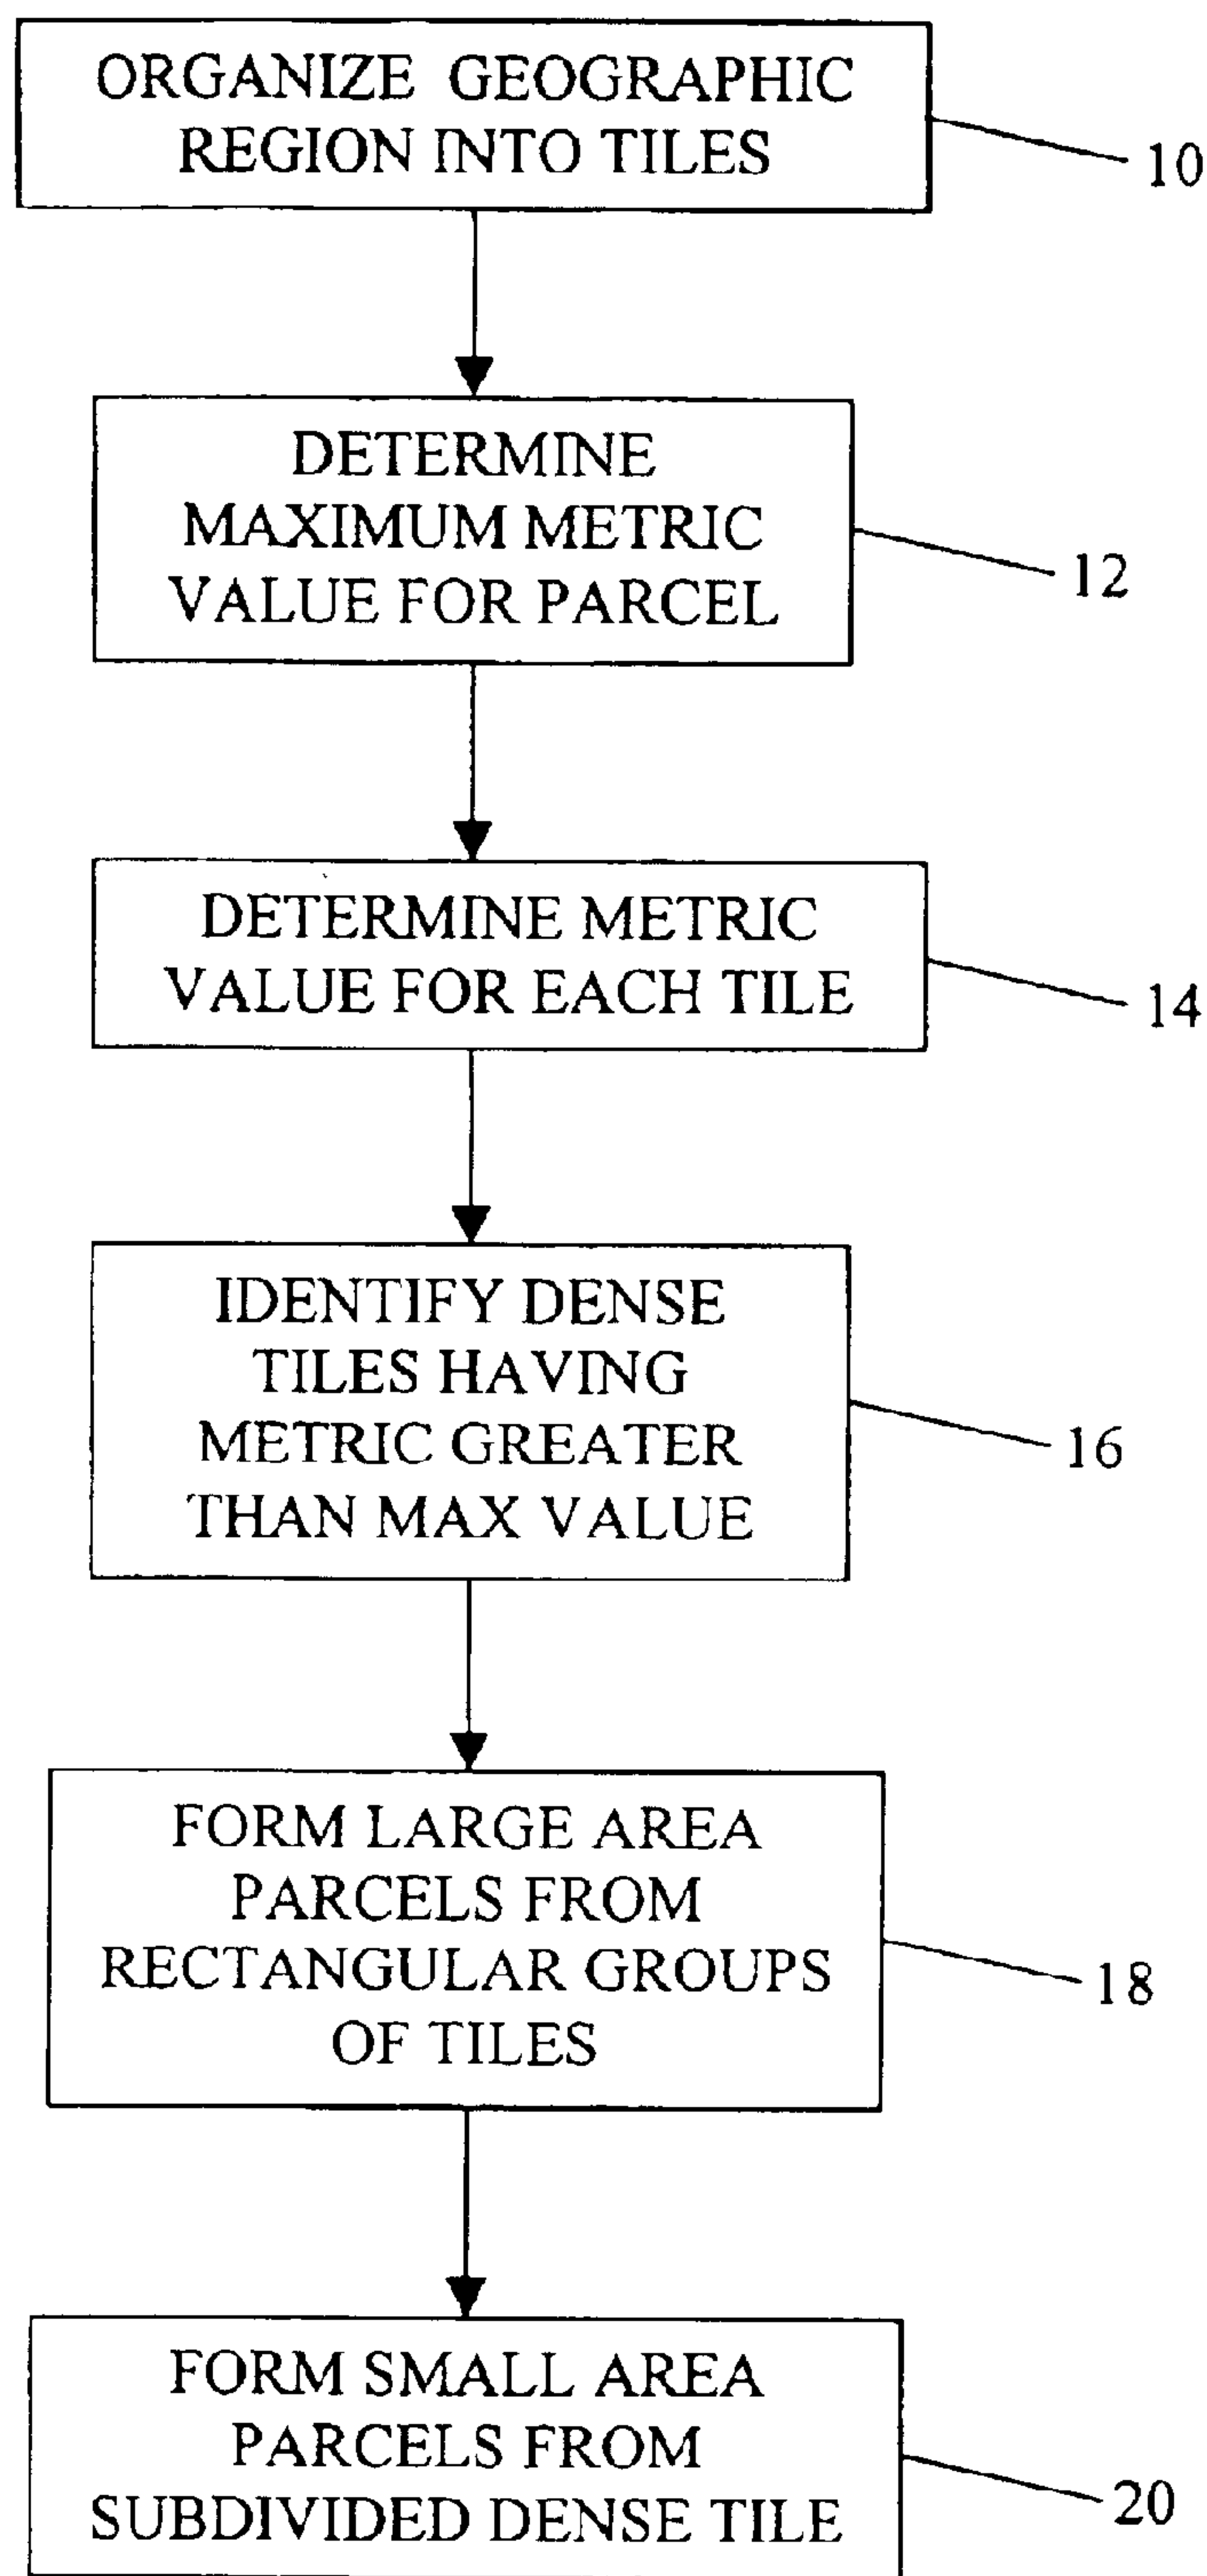 ORGANIZE GEOGRAPHIC
REGION INTO TILES
10
DETERMINE
MAXIMUM METRIC
VALUE FOR PARCEL
12
DETERMINE METRIC
VALUE FOR EACH TILE
14
IDENTIFY DENSE
TILES HAVING
METRIC GREATER
THAN MAX VALUE
16
FORM LARGE AREA
PARCELS FROM
RECTANGULAR GROUPS
OF TILES
18
FORM SMALL AREA
PARCELS FROM
SUBDIVIDED DENSE TILE
20